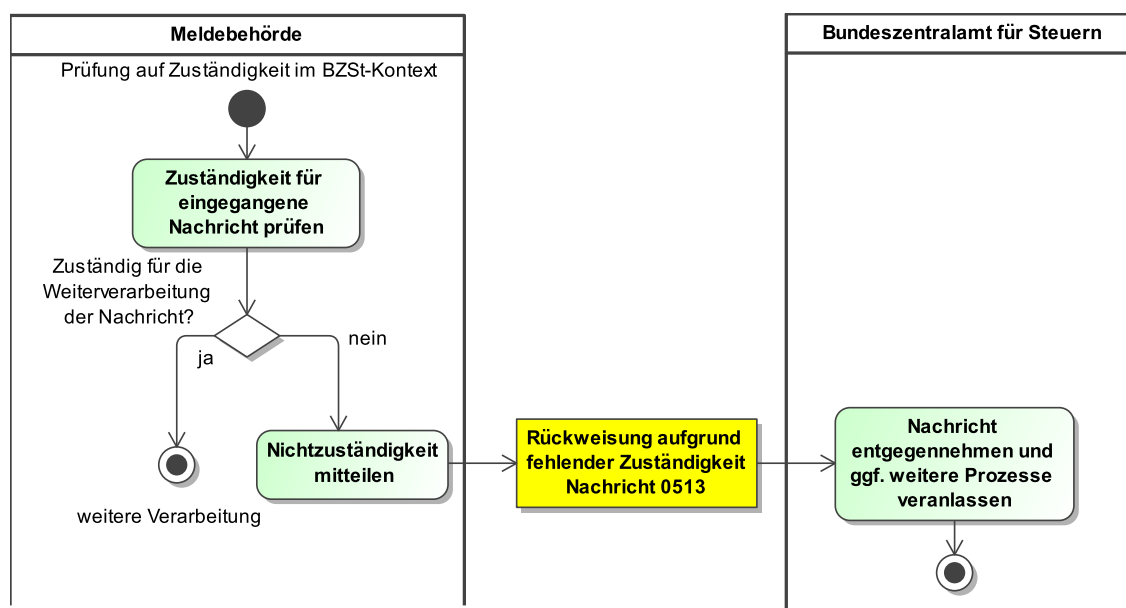 Meldebehörde
Bundeszentralamt für Steuern
Prüfung auf Zuständigkeit im BZSt-Kontext
Zuständigkeit für
eingegangene
Nachricht prüfen
Zuständig für die
Weiterverarbeitung
der Nachricht?
ja
nein
Nichtzuständigkeit
mitteilen
weitere Verarbeitung
Rückweisung aufgrund
fehlender Zuständigkeit
Nachricht 0513
Nachricht
entgegennehmen und
ggf. weitere Prozesse
veranlassen